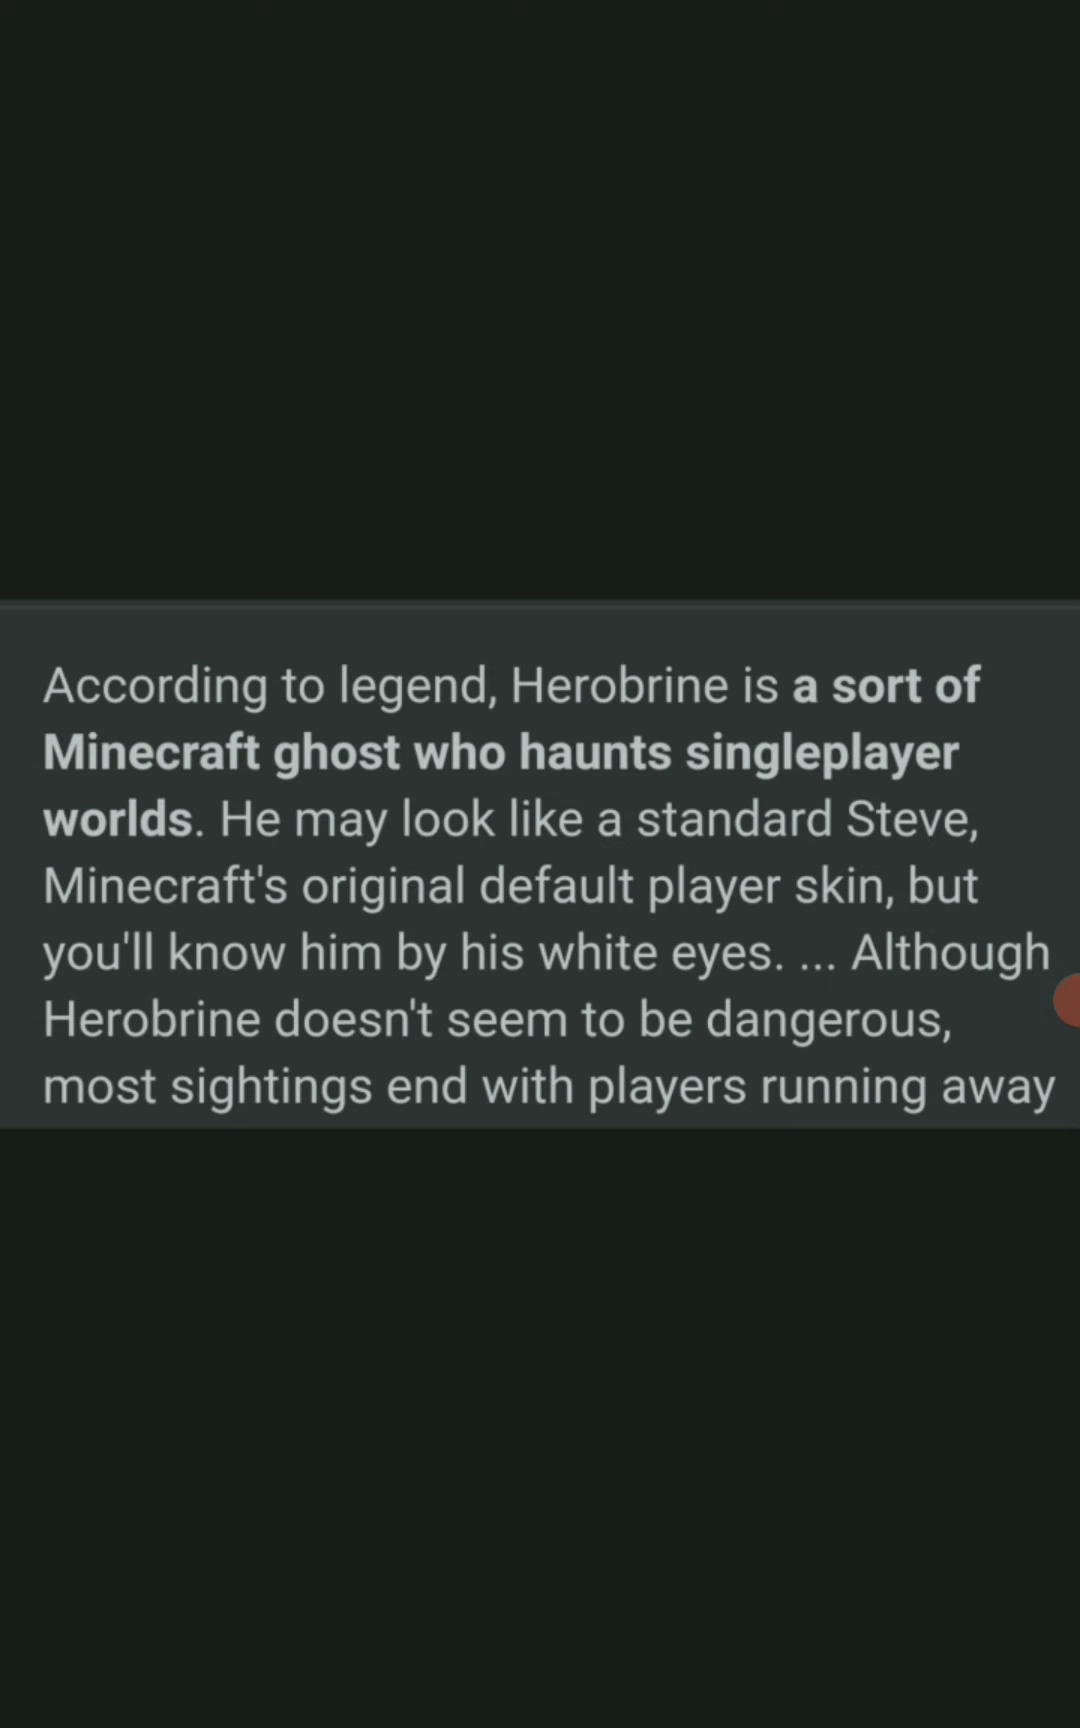 According to legend, Herobrine is a sort of
Minecraft ghost who haunts singleplayer
worlds. He may look like a standard Steve,
Minecraft's original default player skin, but
you'll know him by his white eyes. ... Although
Herobrine doesn't seem to be dangerous,
most sightings end with players running away